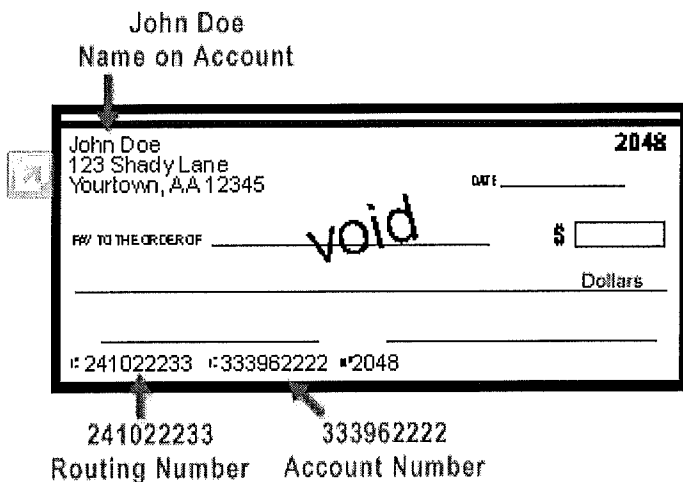 John Doe
Name on Account
John Doe
123 Shady Lane
Yourtown, AA 12345
2048
DATE
PAY TO THE ORDER OF
void
$
Dollars
⑆241022233 ⑆333962222 ⑈2048
241022233
Routing Number
333962222
Account Number